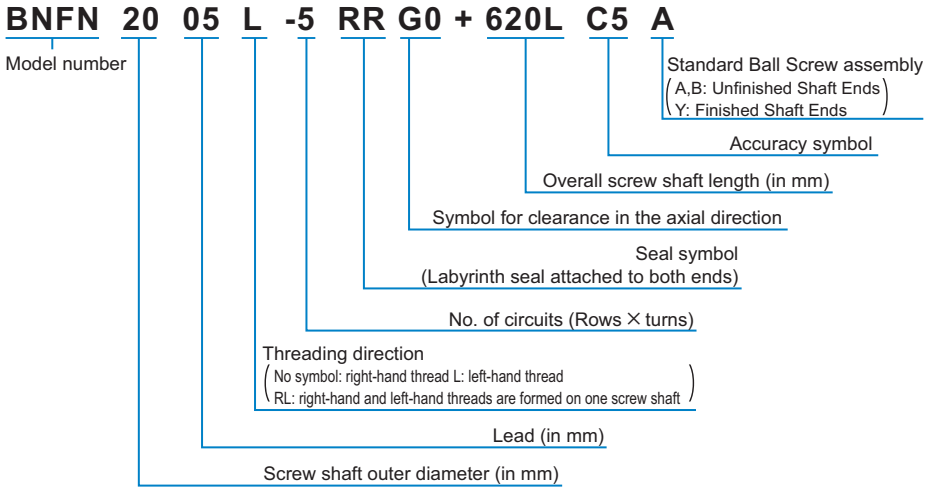 BNFN 20 05 L -5 RR G0 + 620L C5 A
Model number
Standard Ball Screw assembly
(A,B: Unfinished Shaft Ends
Y: Finished Shaft Ends)
Accuracy symbol
Overall screw shaft length (in mm)
Symbol for clearance in the axial direction
Seal symbol
(Labyrinth seal attached to both ends)
No. of circuits (Rows × turns)
Threading direction
(No symbol: right-hand thread L: left-hand thread
RL: right-hand and left-hand threads are formed on one screw shaft)
Lead (in mm)
Screw shaft outer diameter (in mm)